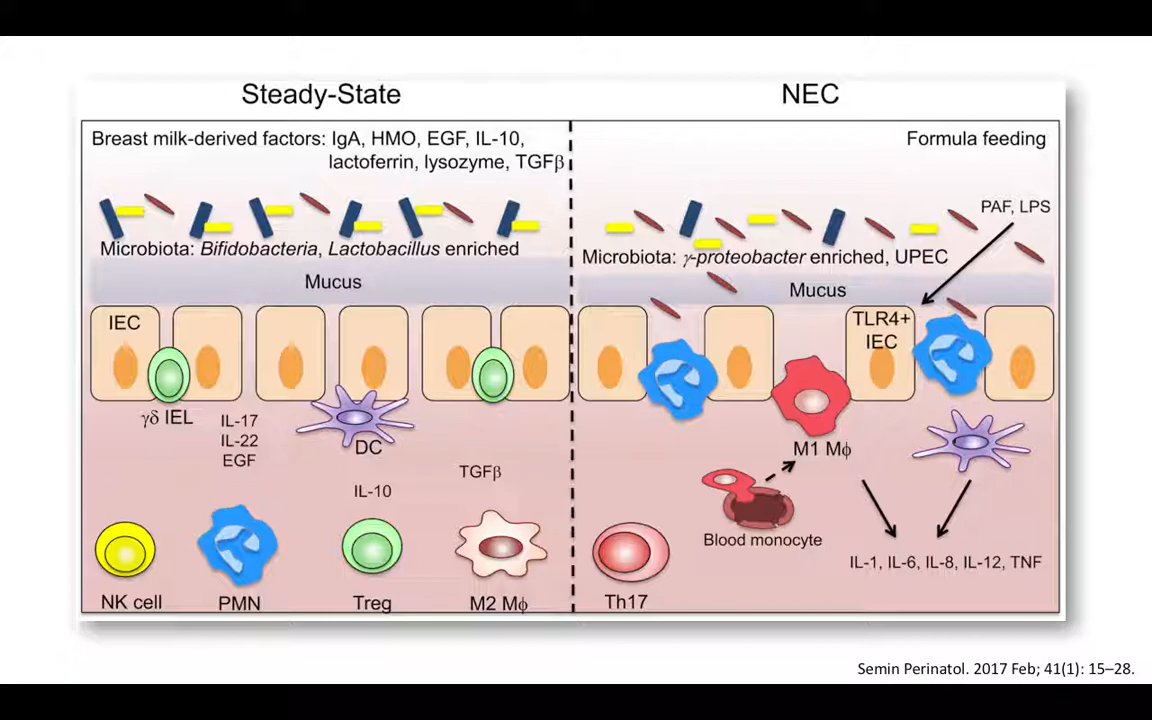 Steady-State
NEC
Breast milk-derived factors: IgA, HMO, EGF, IL-10,
lactoferrin, lysozyme, TGFβ
Microbiota: Bifidobacteria, Lactobacillus enriched
Mucus
IEC
γδ IEL
IL-17
IL-22
EGF
DC
IL-10
TGFβ
NK cell
PMN
Treg
M2 Mϕ
Formula feeding
PAF, LPS
Microbiota: γ-proteobacter enriched, UPEC
Mucus
TLR4+
IEC
M1 Mϕ
Blood monocyte
IL-1, IL-6, IL-8, IL-12, TNF
Th17
Semin Perinatol. 2017 Feb; 41(1): 15–28.